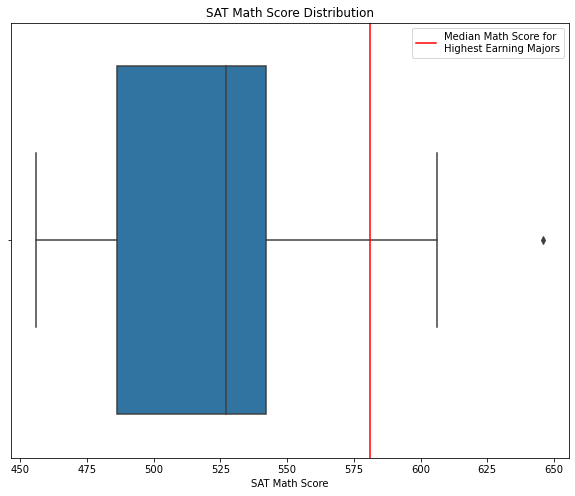 SAT Math Score Distribution
Median Math Score for
Highest Earning Majors
450 475 500 525 550 575 600 625 650
SAT Math Score